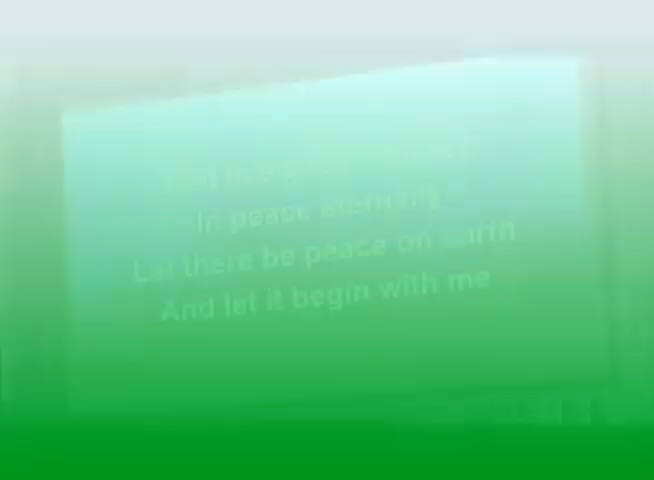 In peace eternally
Let there be peace on earth
And let it begin with me